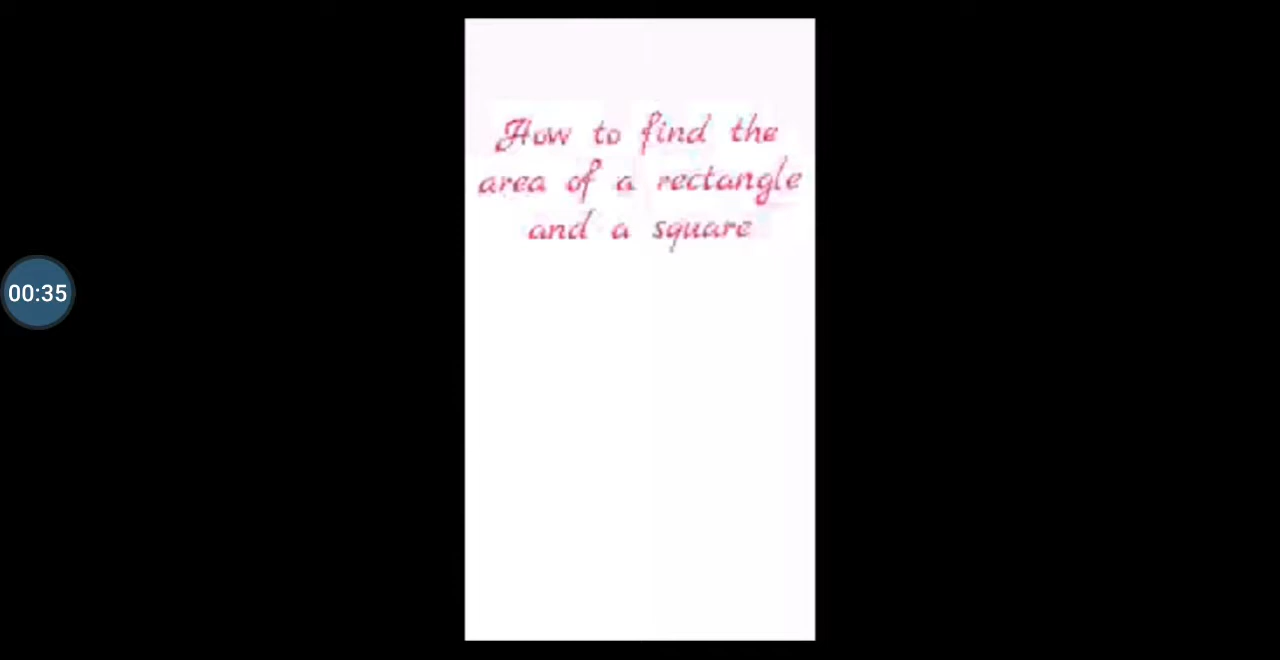 How to find the
area of a rectangle
and a square
00:35